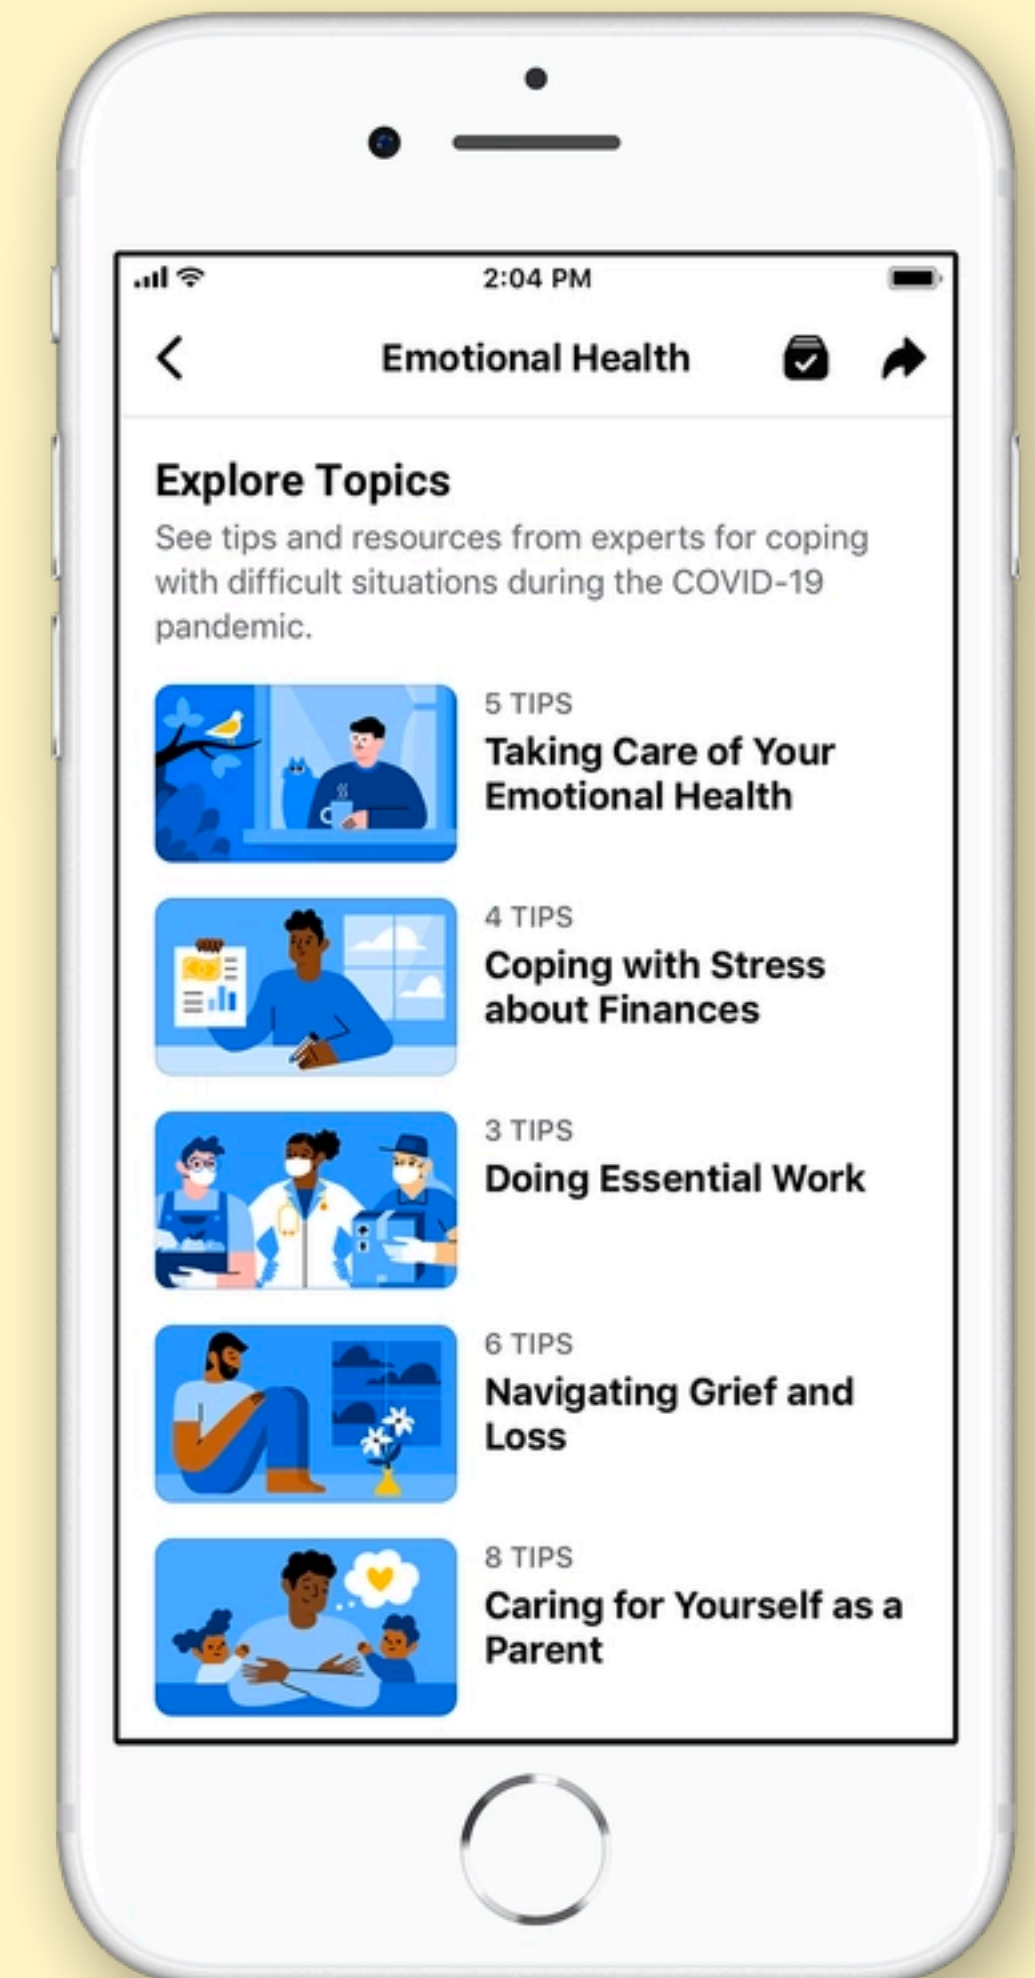 2:04 PM
Emotional Health
Explore Topics
See tips and resources from experts for coping
with difficult situations during the COVID-19
pandemic.
5 TIPS
Taking Care of Your
Emotional Health
4 TIPS
Coping with Stress
about Finances
3 TIPS
Doing Essential Work
6 TIPS
Navigating Grief and
Loss
8 TIPS
Caring for Yourself as a
Parent